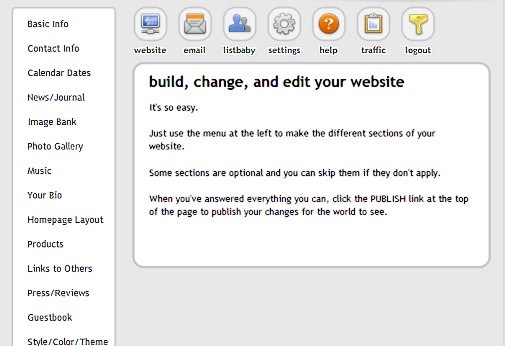 Basic Info
Contact Info
Calendar Dates
News/Journal
Image Bank
Photo Gallery
Music
Your Bio
Homepage Layout
Products
Links to Others
Press/Reviews
Guestbook
Style/Color/Theme
website email listbaby settings help traffic logout
build, change, and edit your website
It's so easy.
Just use the menu at the left to make the different sections of your
website.
Some sections are optional and you can skip them if they don't apply.
When you've answered everything you can, click the PUBLISH link at the top
of the page to publish your changes for the world to see.